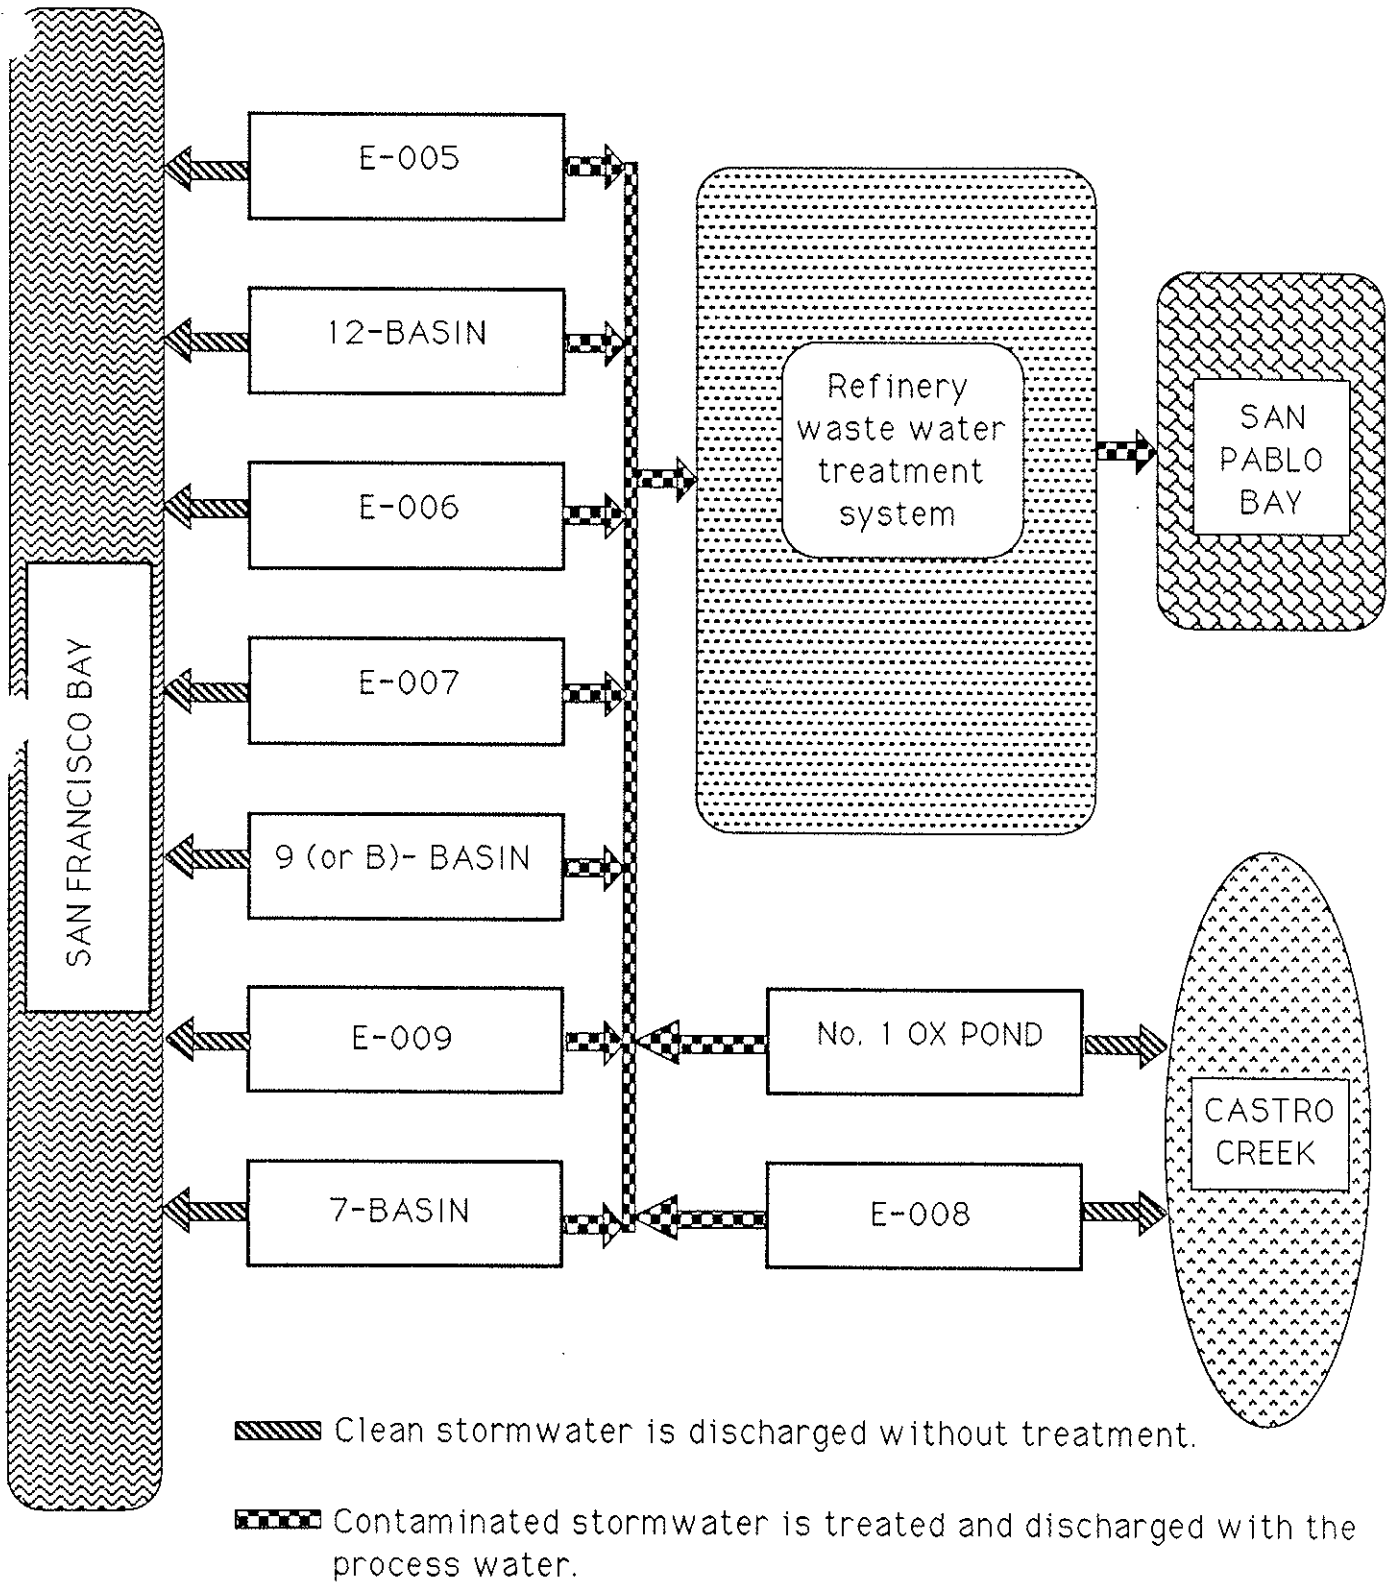 E-005
12-BASIN
E-006
E-007
9 (or B)- BASIN
E-009
7-BASIN
SAN FRANCISCO BAY
Refinery
waste water
treatment
system
SAN
PABLO
BAY
No. 1 OX POND
E-008
CASTRO
CREEK
Clean stormwater is discharged without treatment.
Contaminated stormwater is treated and discharged with the
process water.